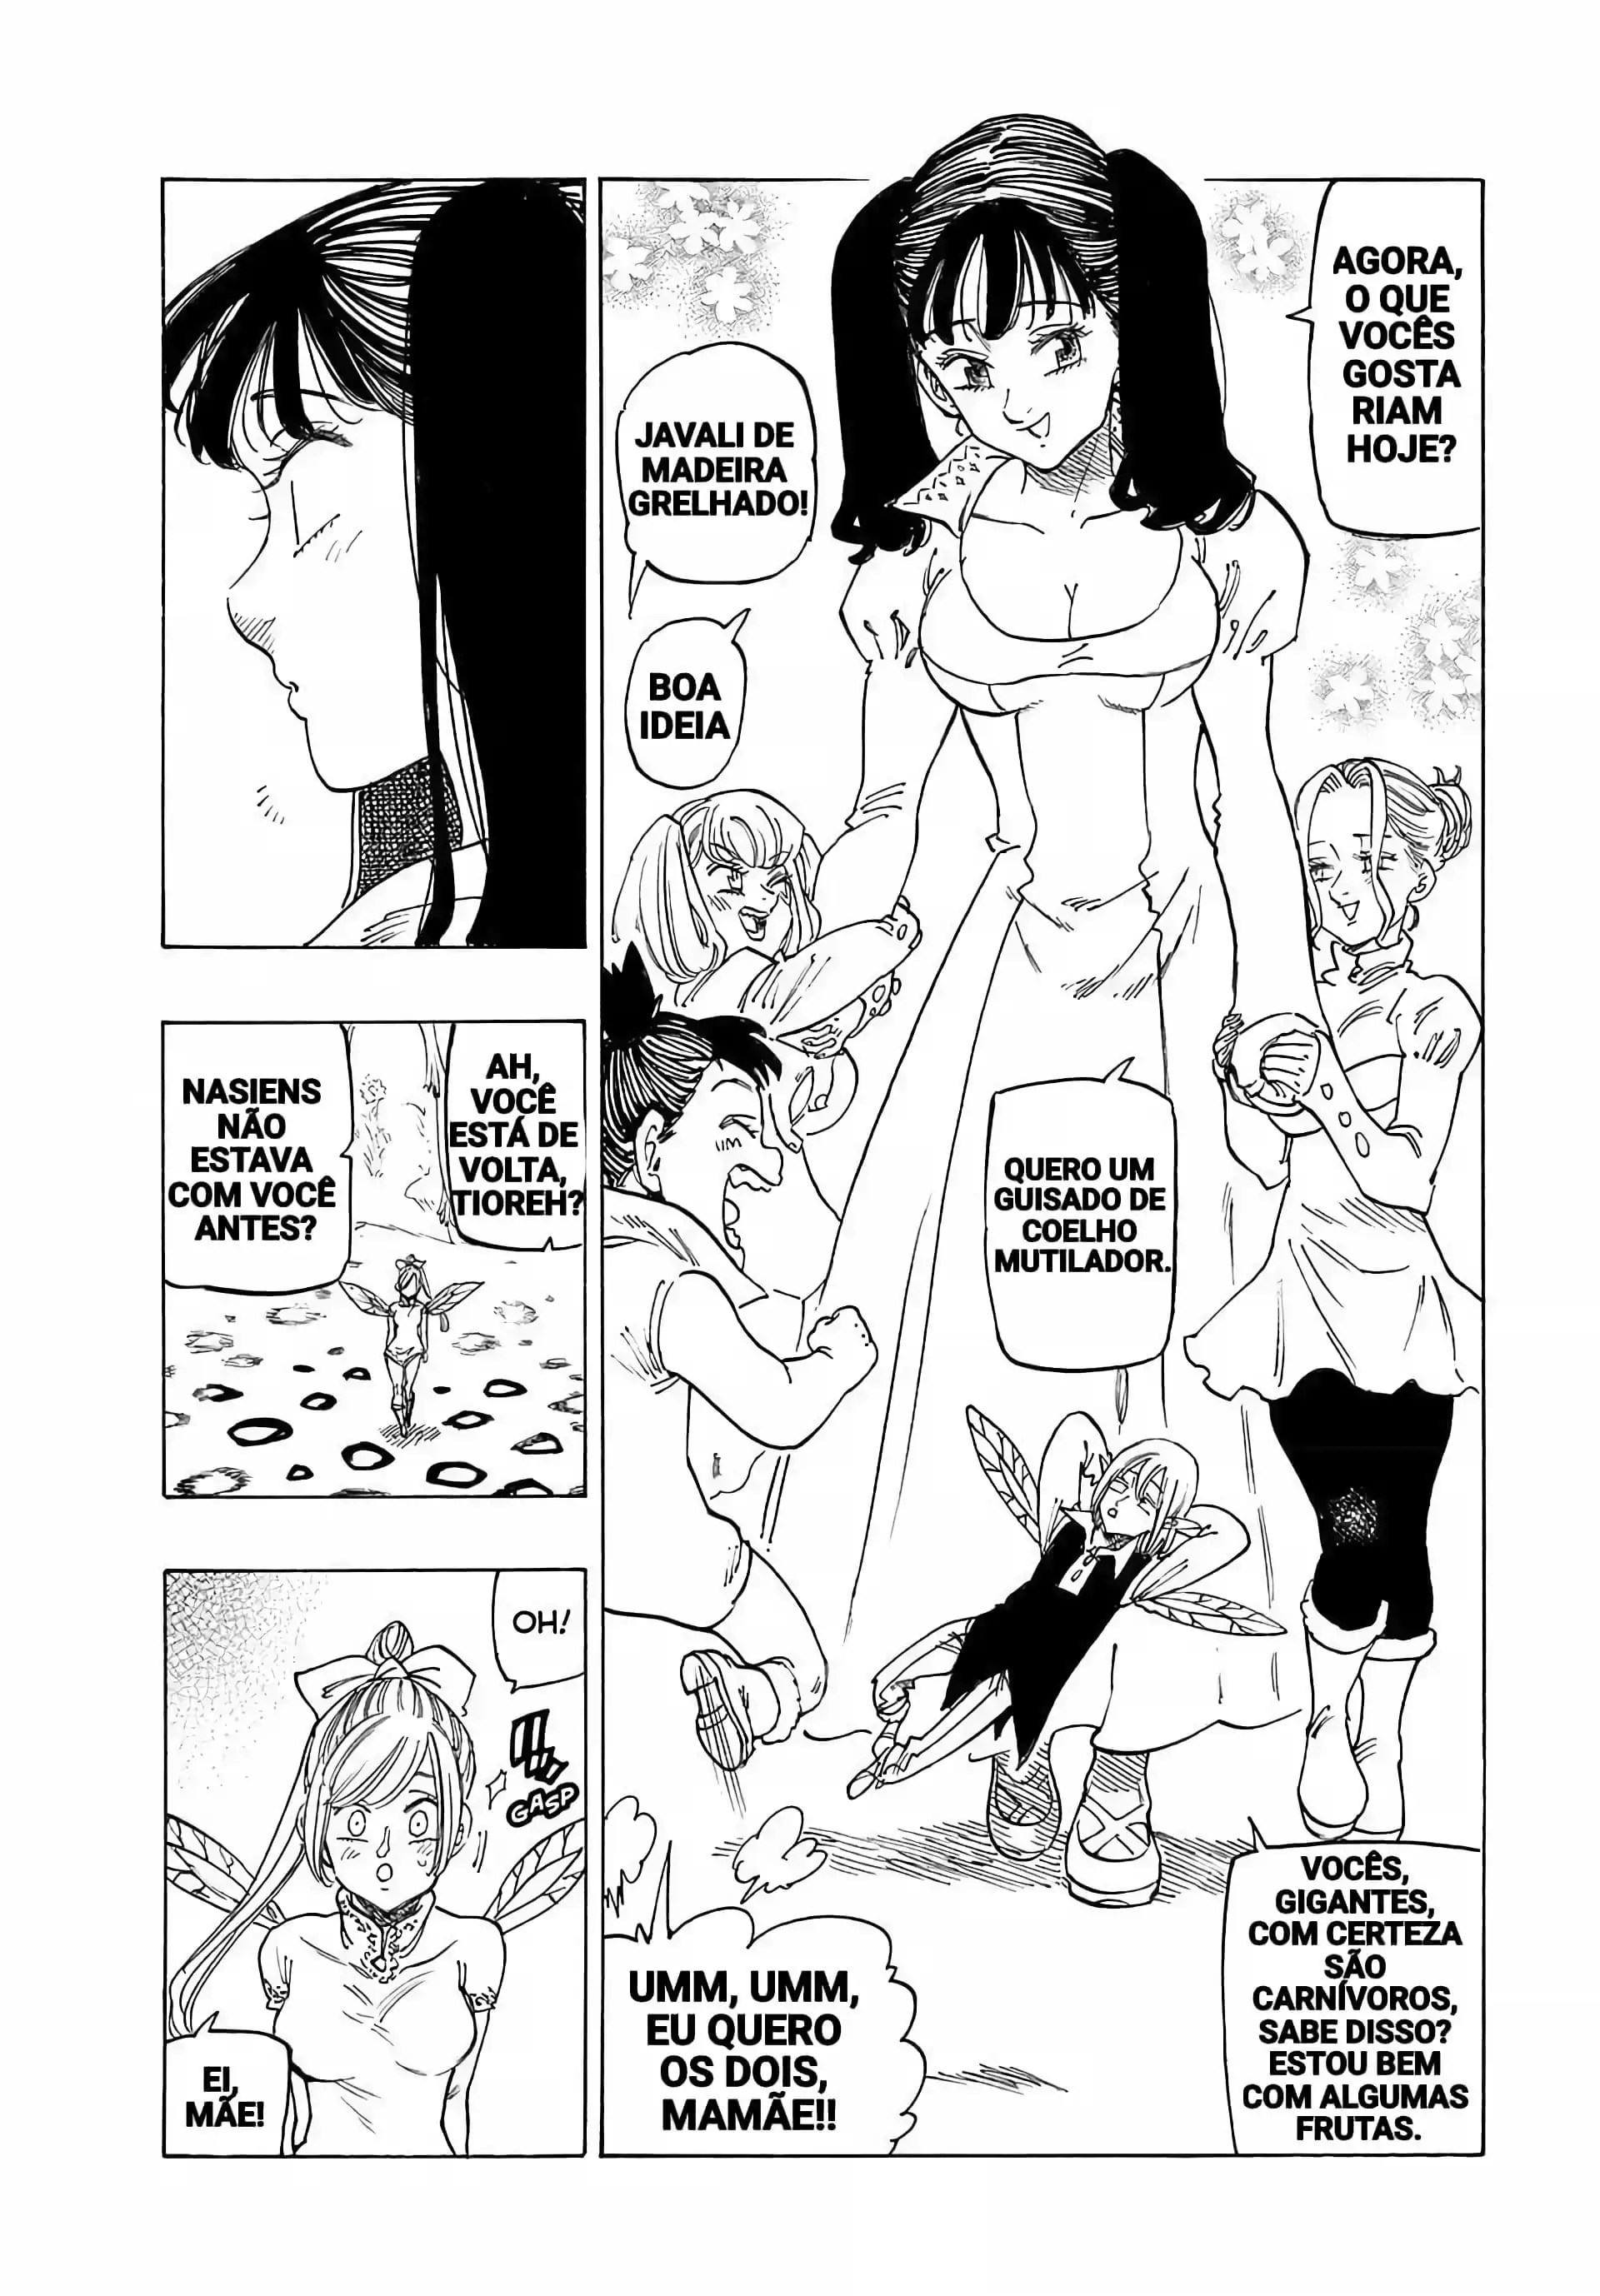 AGORA,
O QUE
VOCÊS
GOSTA
RIAM
HOJE?
JAVALI DE
MADEIRA
GRELHADO!
BOA
IDEIA
QUERO UM
GUISADO DE
COELHO
MUTILADOR.
VOCÊS,
GIGANTES,
COM CERTEZA
SÃO
CARNÍVOROS,
SABE DISSO?
ESTOU BEM
COM ALGUMAS
FRUTAS.
UMM, UMM,
EU QUERO
OS DOIS,
MAMÃE!!
AH,
VOCÊ
ESTÁ DE
VOLTA,
TIOREH?
NASIENS
NÃO
ESTAVA
COM VOCÊ
ANTES?
OH!
GASP
EI,
MÃE!